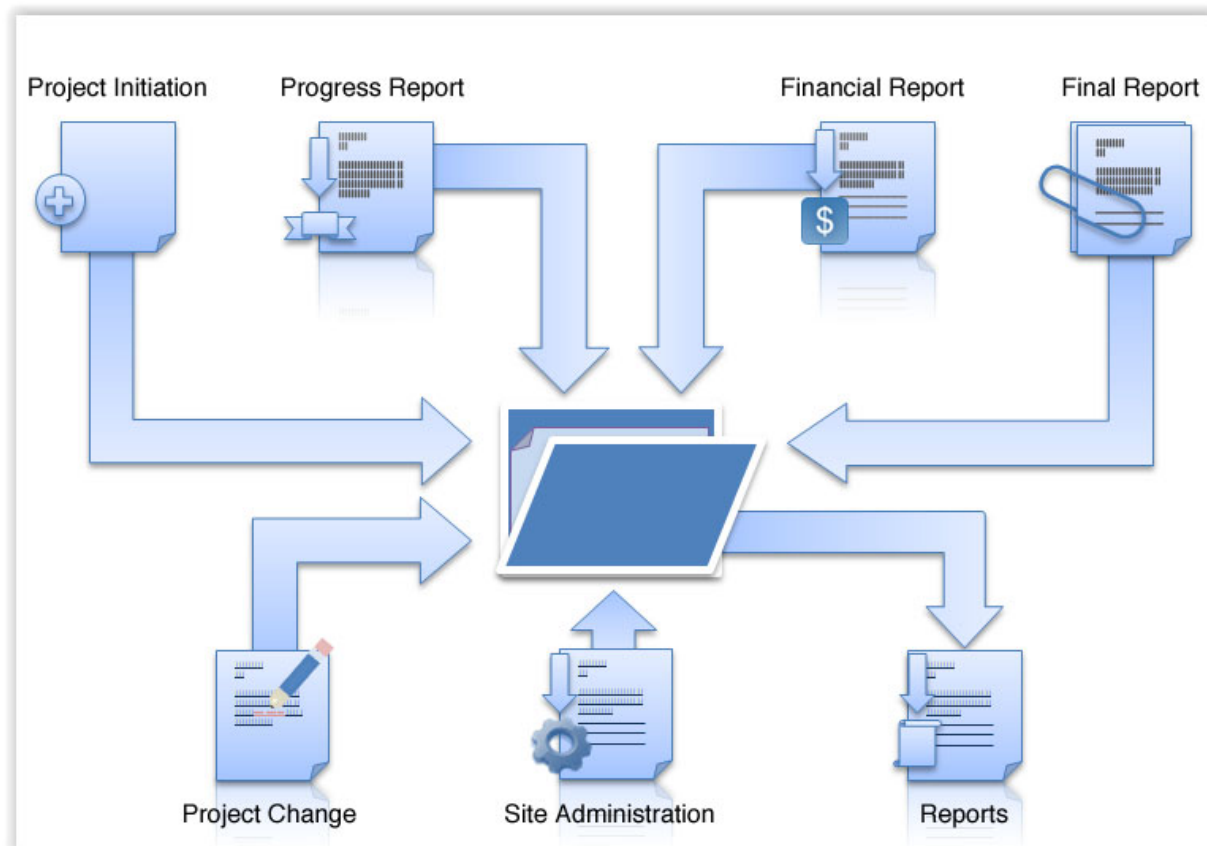 Project Initiation
Progress Report
Financial Report
Final Report
$
Project Change
Site Administration
Reports